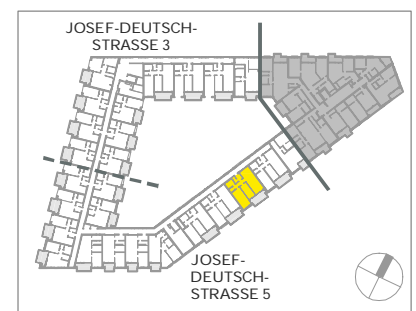 JOSEF-DEUTSCH-
STRASSE 3
JOSEF-
DEUTSCH-
STRASSE 5